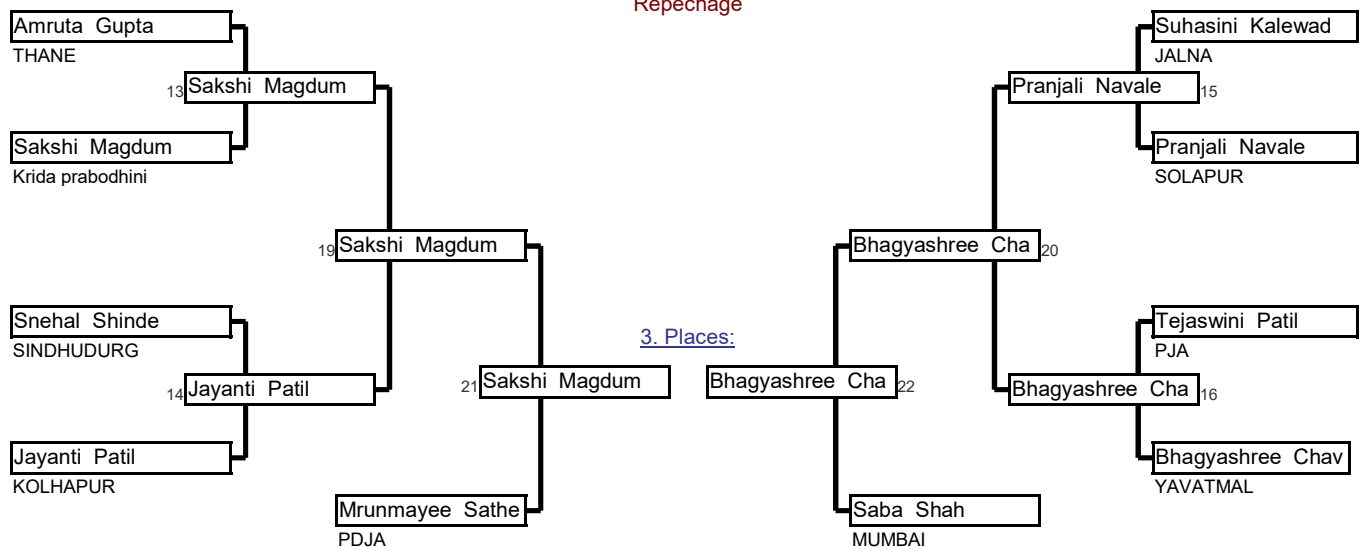 Repechage
Amruta Gupta
Suhasini Kalewad
THANE
JALNA
13 Sakshi Magdum
Pranjali Navale 15
Sakshi Magdum
Pranjali Navale
Krida prabodhini
SOLAPUR
19 Sakshi Magdum
Bhagyashree Cha 20
Snehal Shinde
Tejaswini Patil
SINDHUDURG
3. Places:
PJA
14 Jayanti Patil
21 Sakshi Magdum
Bhagyashree Cha 22
Bhagyashree Cha 16
Jayanti Patil
Bhagyashree Chav
KOLHAPUR
YAVATMAL
Mrunmayee Sathe
Saba Shah
PDJA
MUMBAI